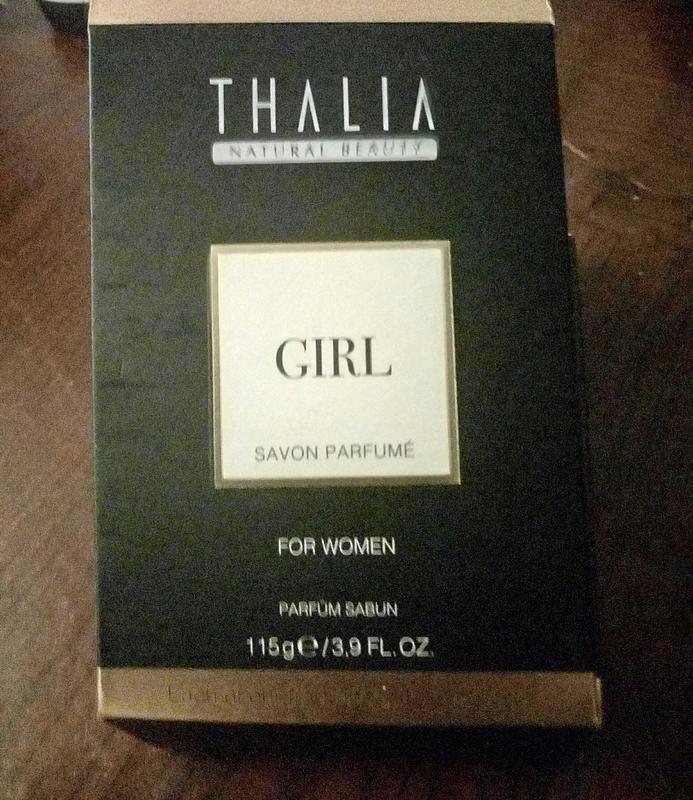 THALIA
NATURAL BEAUTY
GIRL
SAVON PARFUMÉ
FOR WOMEN
PARFÜM SABUN
115g℮/3,9 FL. OZ.